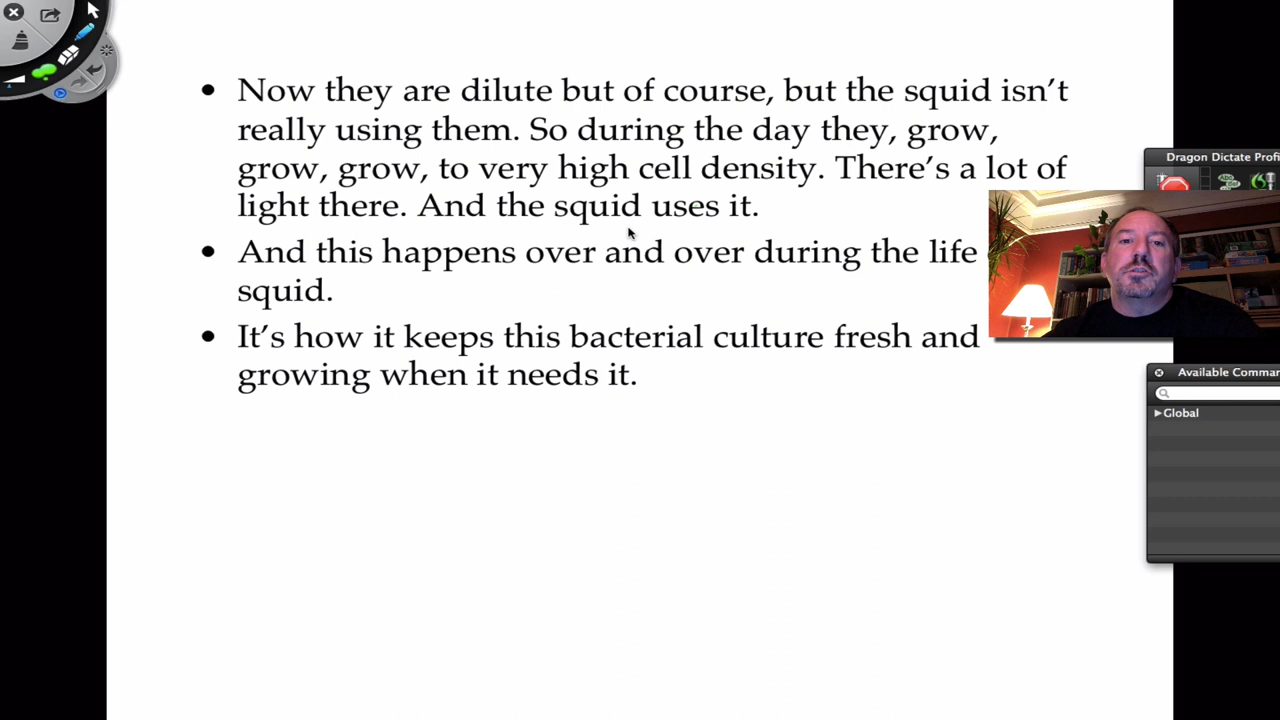 • Now they are dilute but of course, but the squid isn’t
really using them. So during the day they, grow,
grow, grow, to very high cell density. There’s a lot of
light there. And the squid uses it.
• And this happens over and over during the life
squid.
• It’s how it keeps this bacterial culture fresh and
growing when it needs it.
Dragon Dictate Profi
Available Comman
Global